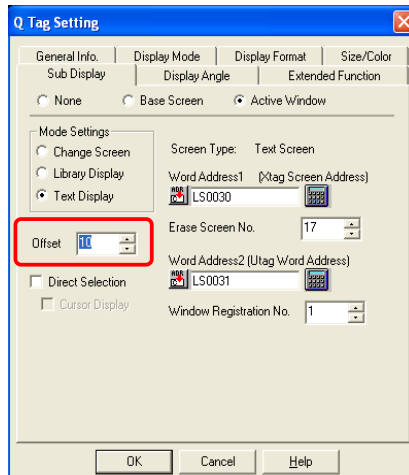 Q Tag Setting
General Info. Display Mode Display Format Size/Color
Sub Display Display Angle Extended Function
None Base Screen Active Window
Mode Settings
Change Screen
Library Display
Text Display
Offset 10
Direct Selection
Cursor Display
Screen Type: Text Screen
Word Address1 (Xtag Screen Address)
ADR LS0030
Erase Screen No. 17
Word Address2 (Utag Word Address)
ADR LS0031
Window Registration No. 1
OK Cancel Help